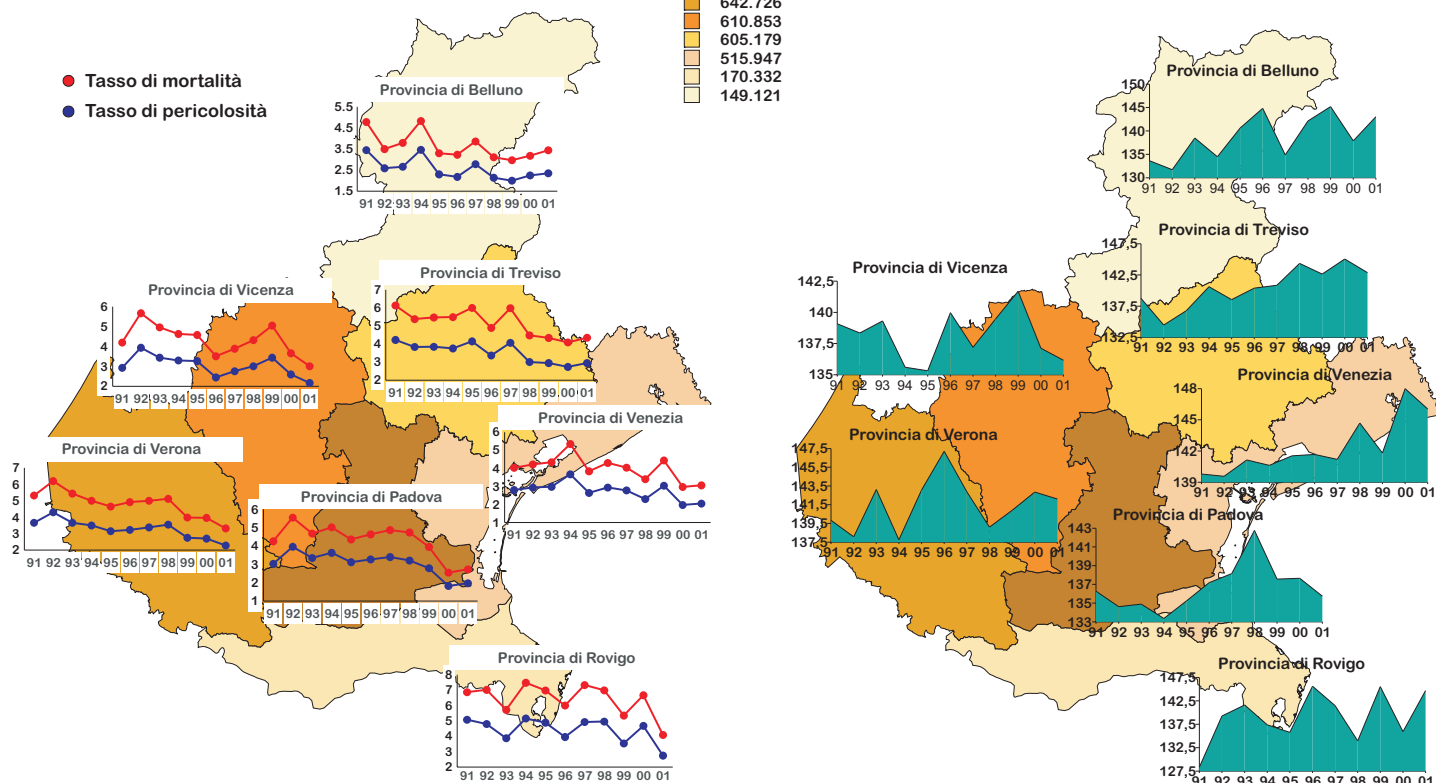 642.726
610.853
605.179
515.947
170.332
149.121
Tasso di mortalità
Tasso di pericolosità
Provincia di Belluno
5.5
4.5
3.5
2.5
1.5
91 92 93 94 95 96 97 98 99 00 01
Provincia di Treviso
7
6
5
4
3
2
91 92 93 94 95 96 97 98 99 00 01
Provincia di Vicenza
6
5
4
3
2
91 92 93 94 95 96 97 98 99 00 01
Provincia di Venezia
6
5
4
3
2
1
91 92 93 94 95 96 97 98 99 00 01
Provincia di Verona
7
6
5
4
3
2
91 92 93 94 95 96 97 98 99 00 01
Provincia di Padova
6
5
4
3
2
1
91 92 93 94 95 96 97 98 99 00 01
Provincia di Rovigo
8
7
6
5
4
3
2
91 92 93 94 95 96 97 98 99 00 01
Provincia di Belluno
150
145
140
135
130
91 92 93 94 95 96 97 98 99 00 01
Provincia di Treviso
147,5
142,5
137,5
132,5
91 92 93 94 95 96 97 98 99 00 01
Provincia di Vicenza
142,5
140
137,5
135
91 92 93 94 95 96 97 98 99 00 01
Provincia di Venezia
148
145
142
139
91 92 93 94 95 96 97 98 99 00 01
Provincia di Verona
147,5
145,5
143,5
141,5
139,5
137,5
91 92 93 94 95 96 97 98 99 00 01
Provincia di Padova
143
141
139
137
135
133
91 92 93 94 95 96 97 98 99 00 01
Provincia di Rovigo
147,5
142,5
137,5
132,5
127,5
91 92 93 94 95 96 97 98 99 00 01